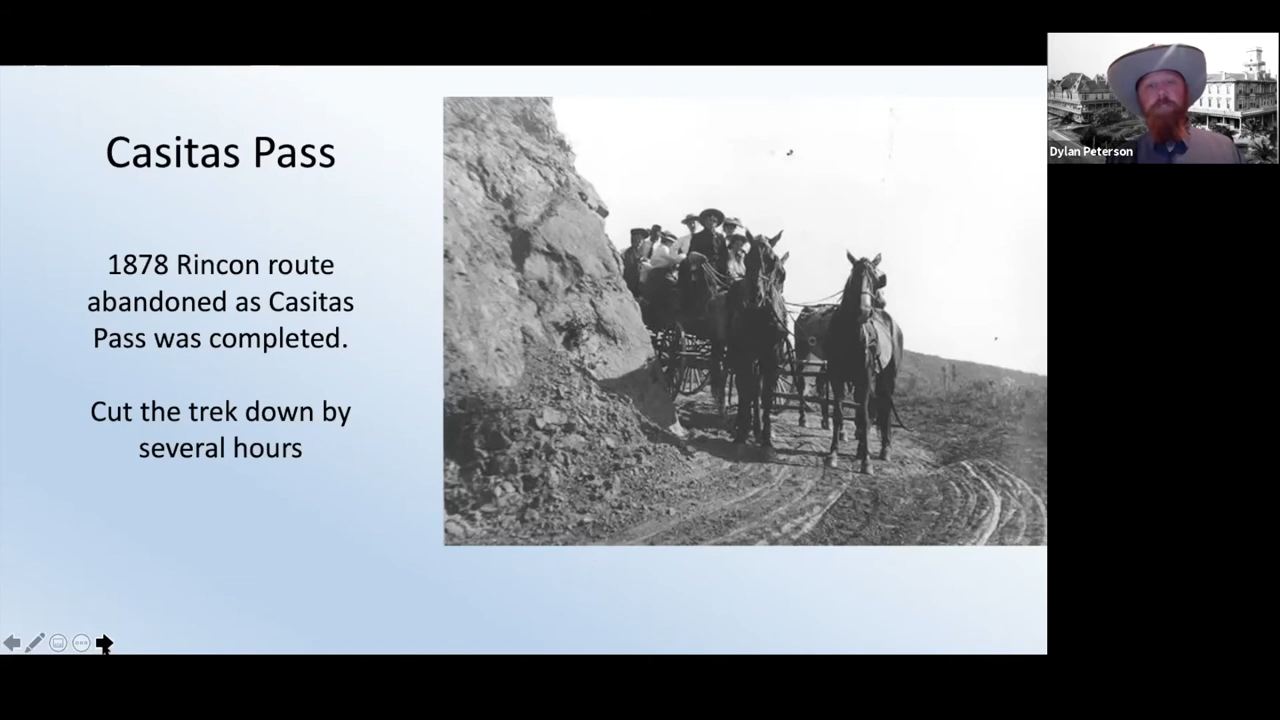 Casitas Pass
1878 Rincon route
abandoned as Casitas
Pass was completed.
Cut the trek down by
several hours
Dylan Peterson